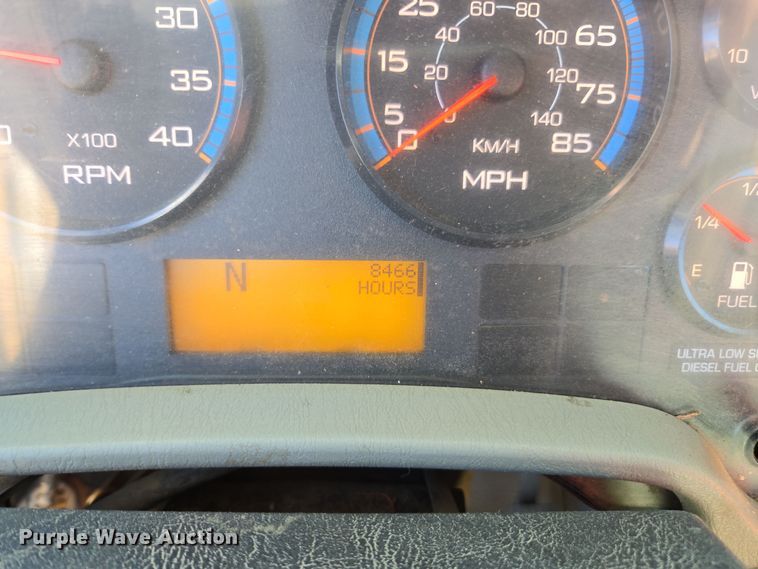 30
35
40
X100
RPM
25
15
5
0
60
80
40
100
20
120
0
140
65
75
85
KM/H
MPH
10
1/4
E
FUEL
N
8466
HOURS
ULTRA LOW
DIESEL FUEL
Purple Wave Auction